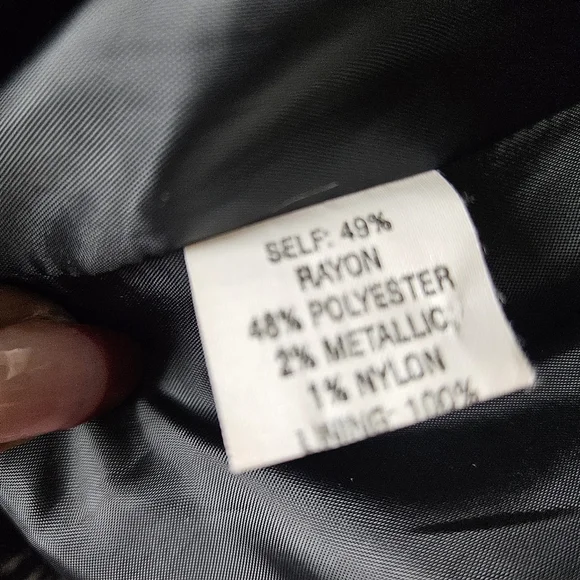 SELF: 49%
RAYON
48% POLYESTER
2% METALLIC,
1% NYLON
LINING: 100%